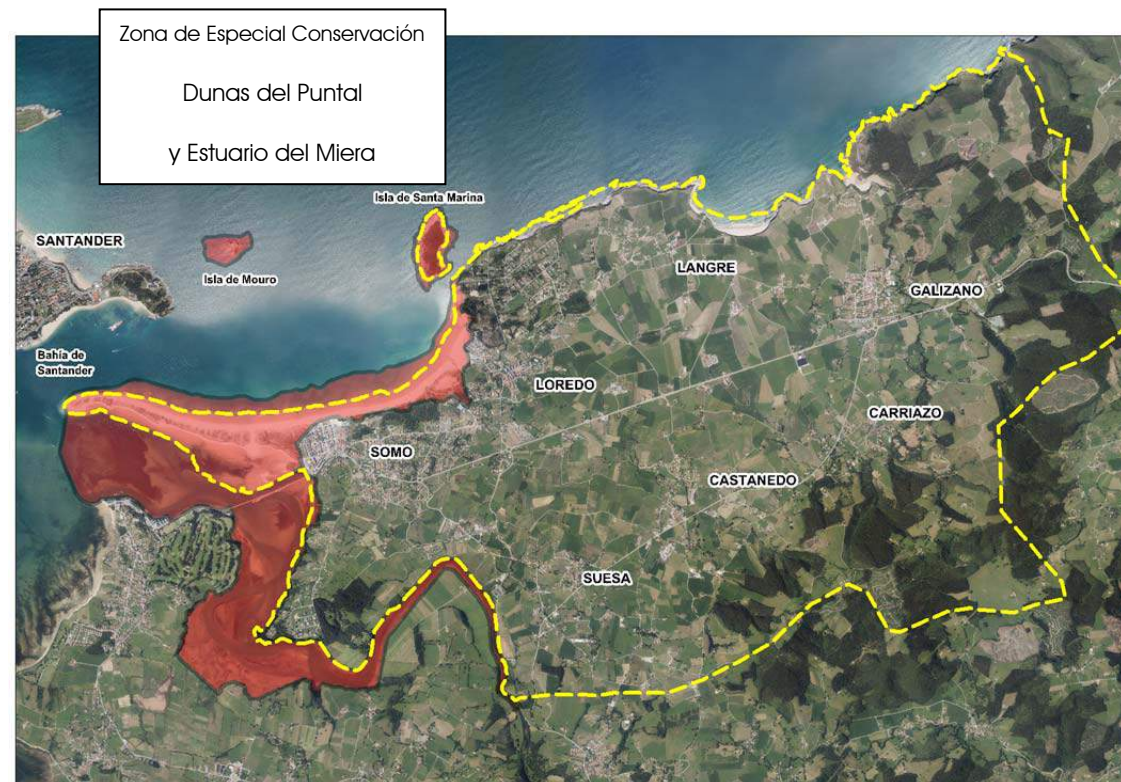 Zona de Especial Conservación
Dunas del Puntal
y Estuario del Miera
Isla de Santa Marina
SANTANDER
Isla de Mouro
LANGRE
GALIZANO
Bahía de
Santander
LOREDO
CARRIAZO
SOMO
CASTANEDO
SUESA